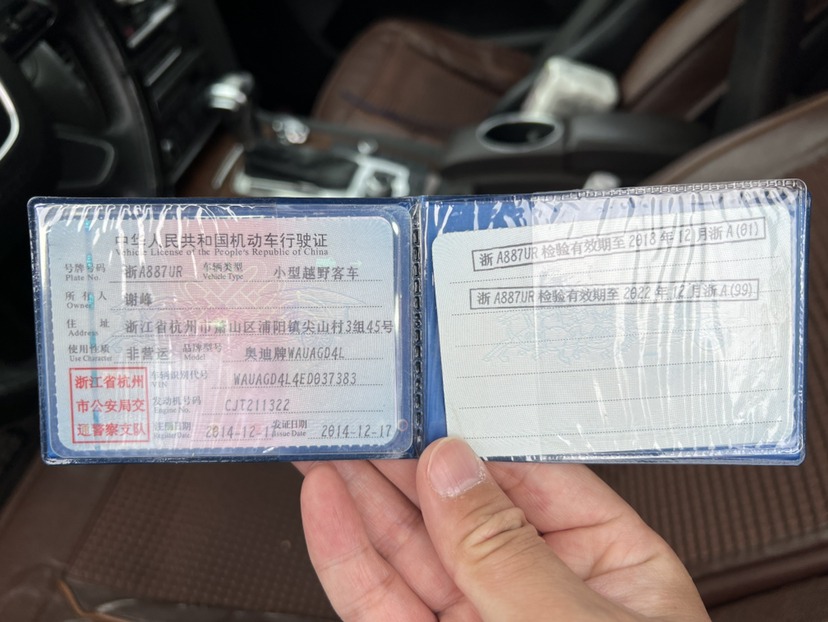 中华人民共和国机动车行驶证
Vehicle License of the People's Republic of China
号牌号码 浙A887UR 车辆类型 小型越野客车
Plate No. Vehicle Type
所有人 谢峰
Owner
住址 浙江省杭州市萧山区浦阳镇尖山村3组45号
Address
使用性质 非营运 品牌型号 奥迪牌WAUAGD4L
Use Character Model
浙江省杭州市公安局交通警察支队
车辆识别代号 WAUAGD4L4ED037383
VIN
发动机号码 CJT211322
Engine No.
注册日期 2014-12-17 发证日期 2014-12-17
Register Date Issue Date
浙A887UR 检验有效期至 2018年12月浙A(01)
浙A887UR 检验有效期至 2022年12月浙A(99)